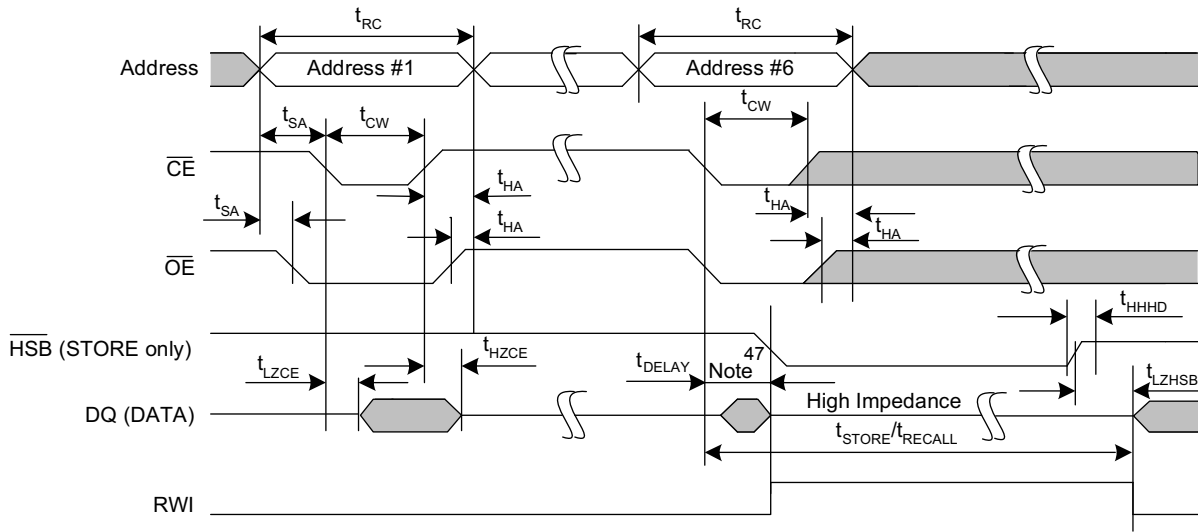 tRC
tRC
Address
Address #1
Address #6
tSA
tCW
tCW
CE
tHA
tHA
tSA
tHA
tHA
OE
tHHHD
HSB (STORE only)
tHZCE
tLZCE
tDELAY
Note 47
tLZHSB
DQ (DATA)
High Impedance
tSTORE/tRECALL
RWI